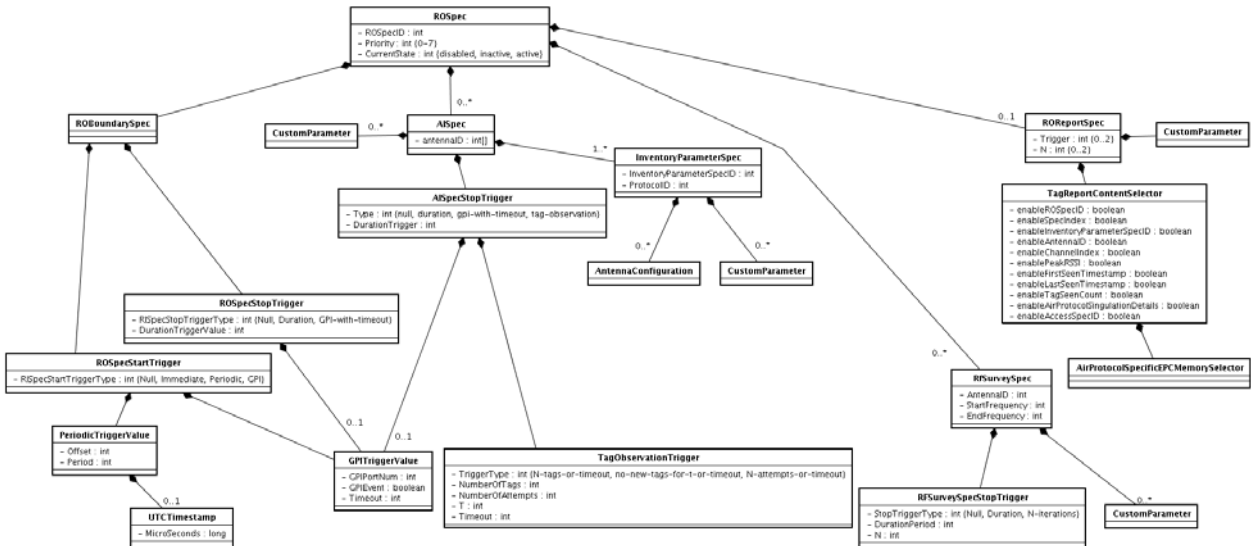 ROSpec
- ROSpecID : int
- Priority : int (0-7)
- CurrentState : int (disabled, inactive, active)
ROBoundarySpec
0..*
CustomParameter
0..*
AISpec
- antennaID : int[]
1..*
InventoryParameterSpec
- InventoryParameterSpecID : int
- ProtocolID : int
0..1
ROReportSpec
- Trigger : int (0..2)
- N : int (0..2)
CustomParameter
AISpecStopTrigger
- Type : int (null, duration, gpi-with-timeout, tag-observation)
- DurationTrigger : int
0..*
0..*
AntennaConfiguration
CustomParameter
TagReportContentSelector
- enableROSpecID : boolean
- enableSpecIndex : boolean
- enableInventoryParameterSpecID : boolean
- enableAntennaID : boolean
- enableChannelIndex : boolean
- enablePeakRSSI : boolean
- enableFirstSeenTimestamp : boolean
- enableLastSeenTimestamp : boolean
- enableTagSeenCount : boolean
- enableAirProtocolSingulationDetails : boolean
- enableAccessSpecID : boolean
ROSpecStopTrigger
- RISpecStopTriggerType : int (Null, Duration, GPI-with-timeout)
- DurationTriggerValue : int
ROSpecStartTrigger
- RISpecStartTriggerType : int (Null, Immediate, Periodic, GPI)
0..*
RfSurveySpec
- AntennaID : int
- StartFrequency : int
- EndFrequency : int
AirProtocolSpecificEPCMemorySelector
PeriodicTriggerValue
- Offset : int
- Period : int
0..1
0..1
GPITriggerValue
- GPIPortNum : int
- GPIEvent : boolean
- Timeout : int
TagObservationTrigger
- TriggerType : int (N-tags-or-timeout, no-new-tags-for-t-or-timeout, N-attempts-or-timeout)
- NumberOfTags : int
- NumberOfAttempts : int
- T : int
- Timeout : int
0..1
UTCTimestamp
- MicroSeconds : long
RFSurveySpecStopTrigger
- StopTriggerType : int (Null, Duration, N-iterations)
- DurationPeriod : int
- N : int
0..*
CustomParameter